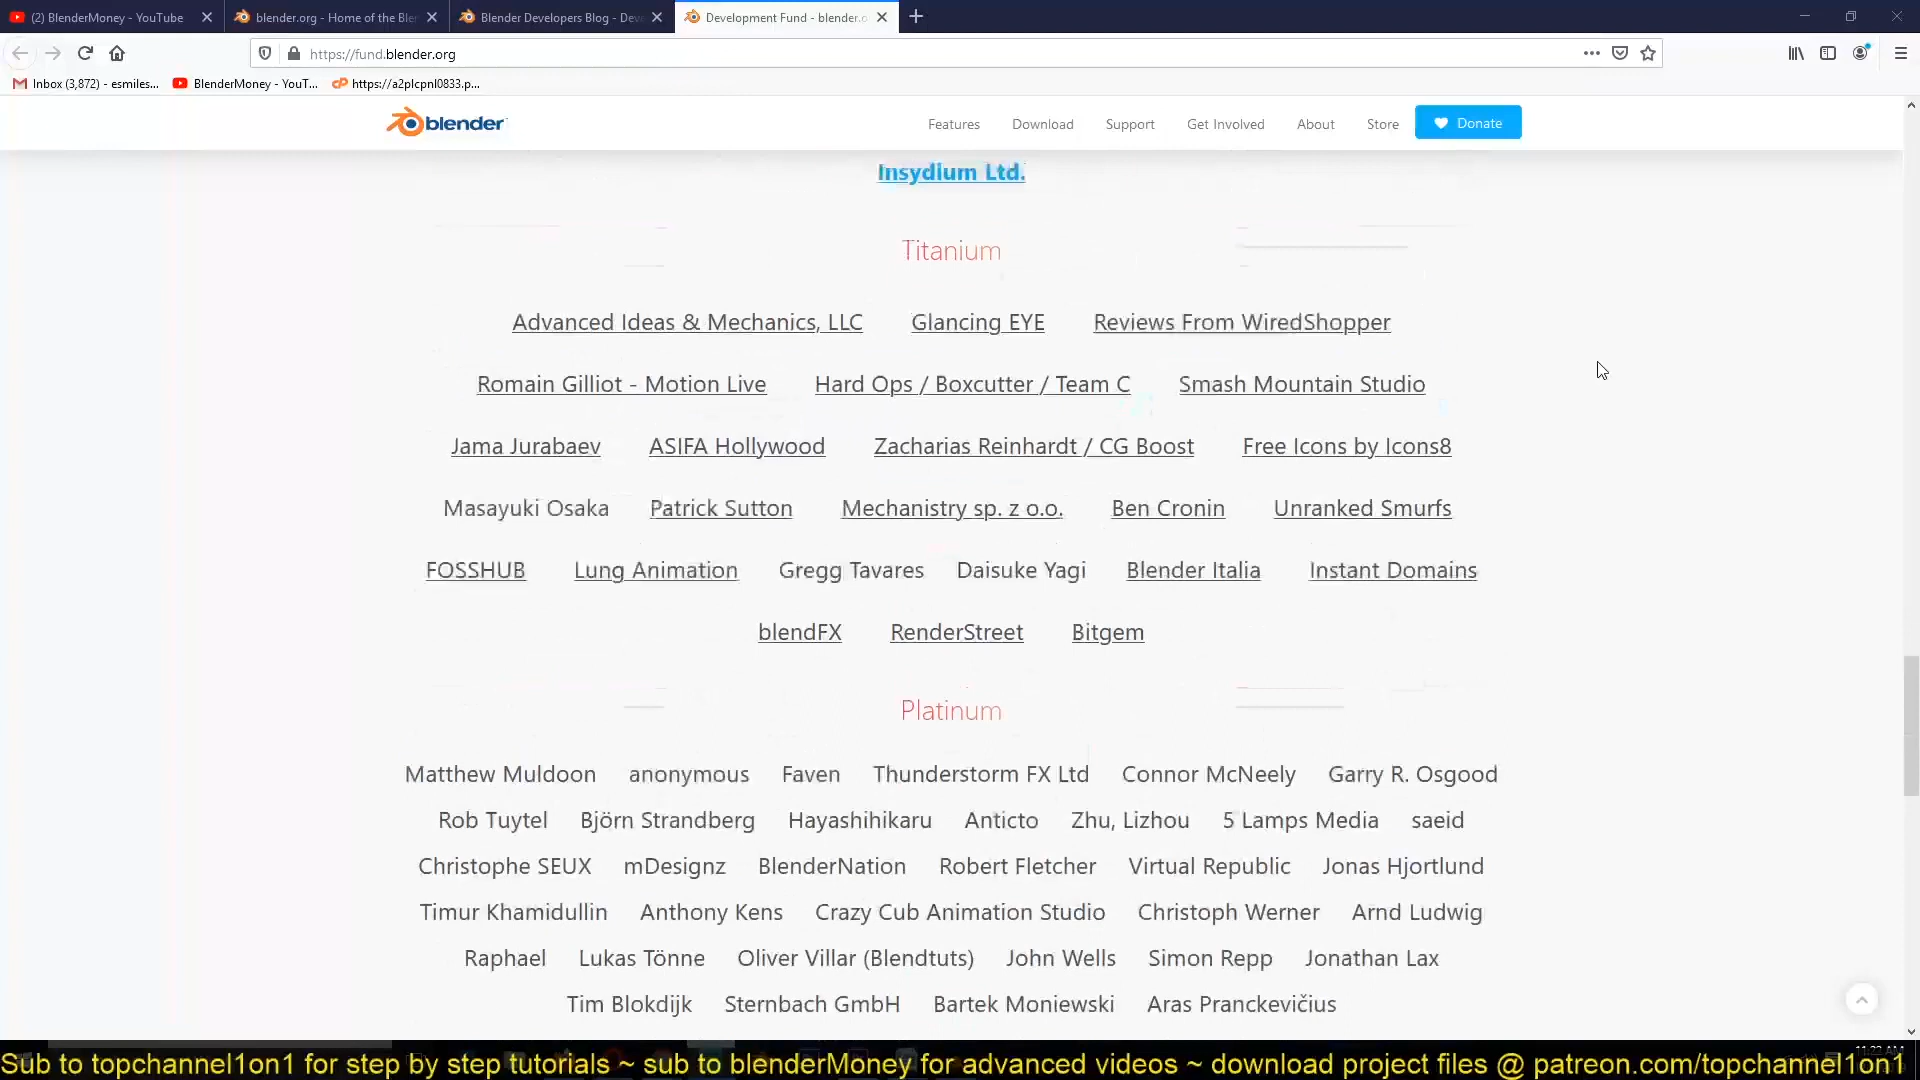 (2) BlenderMoney - YouTube
blender.org - Home of the Ble
Blender Developers Blog - Dev
Development Fund - blender.o
https://fund.blender.org
Inbox (3,872) - esmiles...
BlenderMoney - YouT...
https://a2plcpnl0833.p...
blender
Features
Download
Support
Get Involved
About
Store
Donate
Insydium Ltd.
Titanium
Advanced Ideas & Mechanics, LLC Glancing EYE Reviews From WiredShopper
Romain Gilliot - Motion Live Hard Ops / Boxcutter / Team C Smash Mountain Studio
Jama Jurabaev ASIFA Hollywood Zacharias Reinhardt / CG Boost Free Icons by Icons8
Masayuki Osaka Patrick Sutton Mechanistry sp. z o.o. Ben Cronin Unranked Smurfs
FOSSHUB Lung Animation Gregg Tavares Daisuke Yagi Blender Italia Instant Domains
blendFX RenderStreet Bitgem
Platinum
Matthew Muldoon anonymous Faven Thunderstorm FX Ltd Connor McNeely Garry R. Osgood
Rob Tuytel Björn Strandberg Hayashihikaru Anticto Zhu, Lizhou 5 Lamps Media saeid
Christophe SEUX mDesignz BlenderNation Robert Fletcher Virtual Republic Jonas Hjortlund
Timur Khamidullin Anthony Kens Crazy Cub Animation Studio Christoph Werner Arnd Ludwig
Raphael Lukas Tönne Oliver Villar (Blendtuts) John Wells Simon Repp Jonathan Lax
Tim Blokdijk Sternbach GmbH Bartek Moniewski Aras Pranckevičius
Sub to topchannel1on1 for step by step tutorials ~ sub to blenderMoney for advanced videos ~ download project files @ patreon.com/topchannel1on1